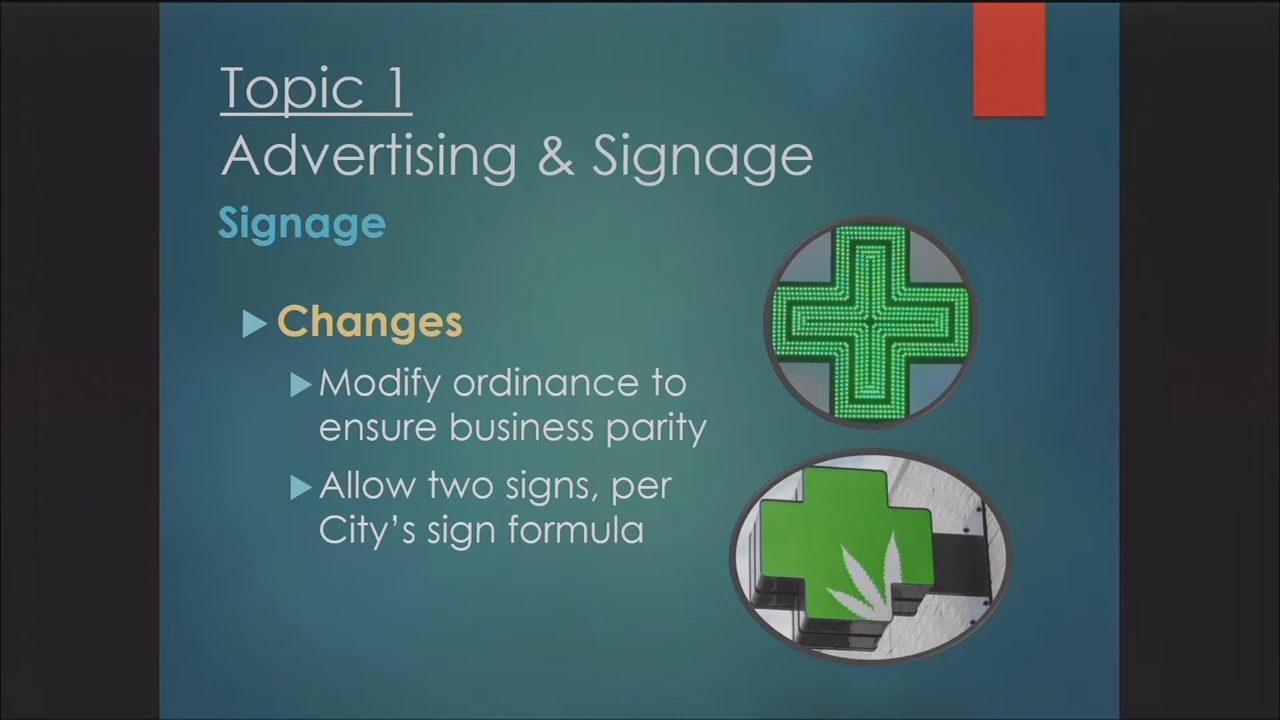 Topic 1
Advertising & Signage
Signage
Changes
Modify ordinance to
ensure business parity
Allow two signs, per
City's sign formula